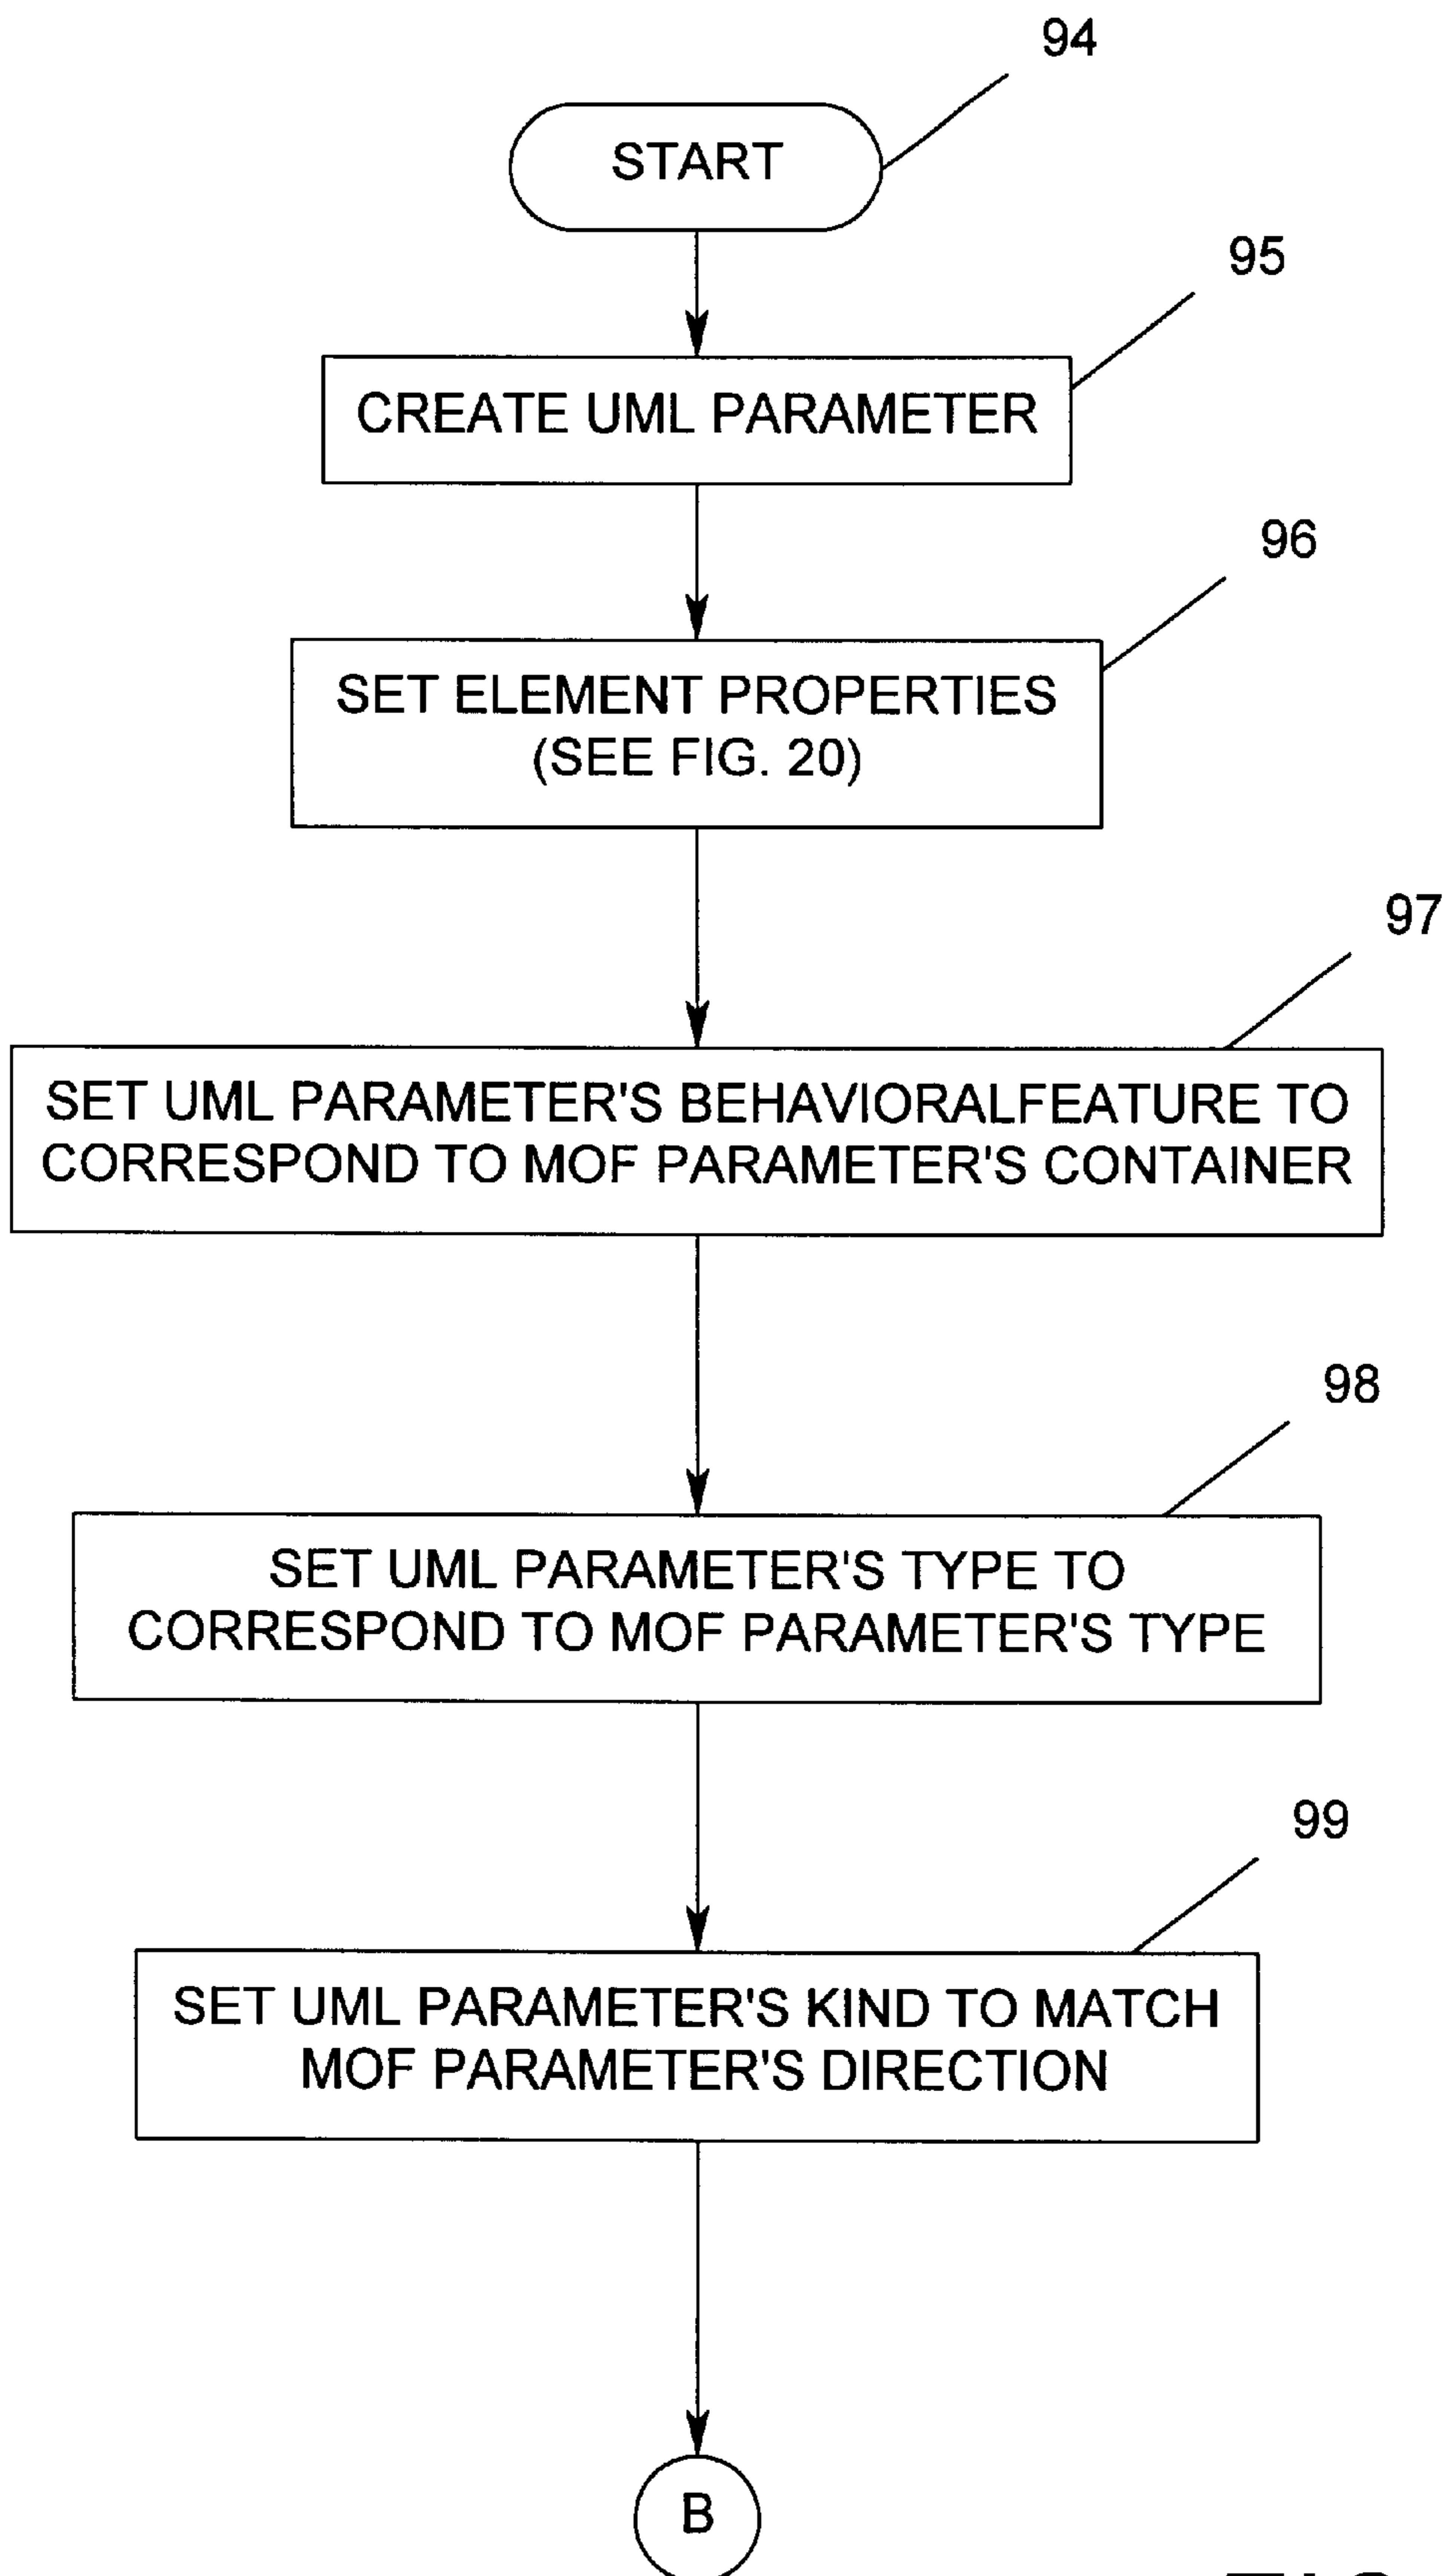 94
START
95
CREATE UML PARAMETER
96
SET ELEMENT PROPERTIES
(SEE FIG. 20)
97
SET UML PARAMETER'S BEHAVIORALFEATURE TO
CORRESPOND TO MOF PARAMETER'S CONTAINER
98
SET UML PARAMETER'S TYPE TO
CORRESPOND TO MOF PARAMETER'S TYPE
99
SET UML PARAMETER'S KIND TO MATCH
MOF PARAMETER'S DIRECTION
B